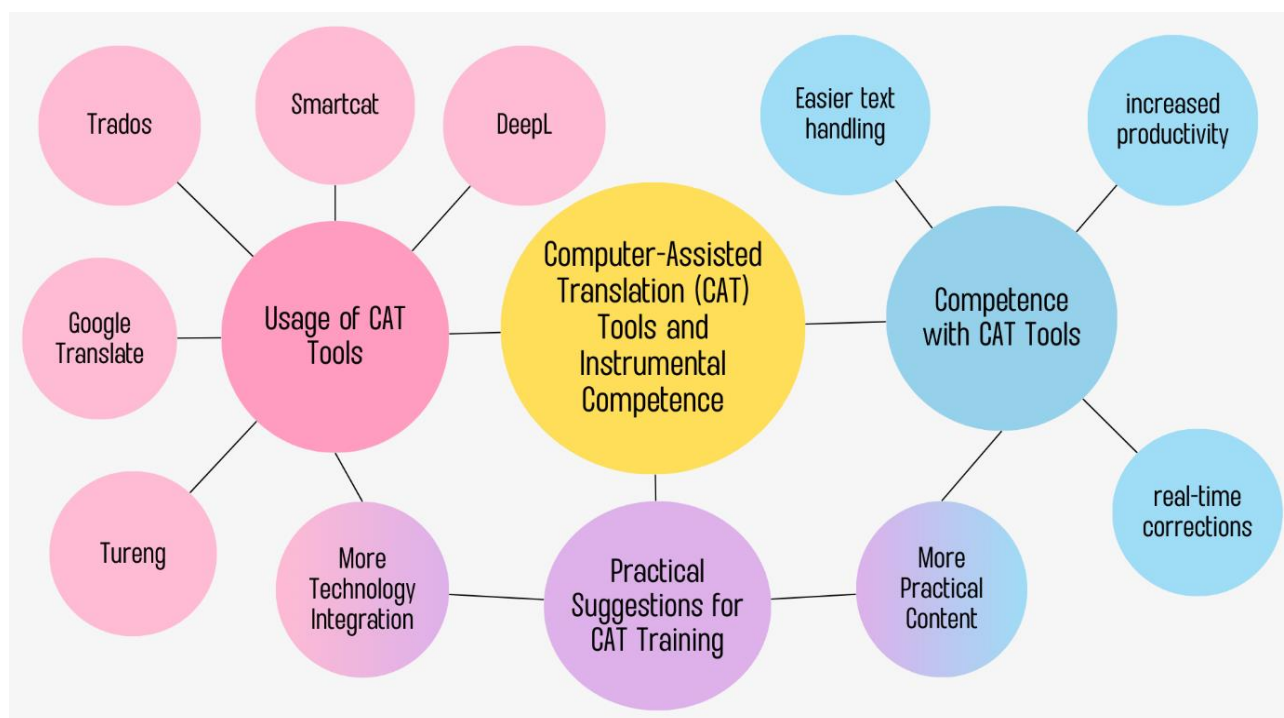 Trados
Smartcat
DeepL
Easier text
handling
increased
productivity
Google
Translate
Usage of CAT
Tools
Computer-Assisted
Translation (CAT)
Tools and
Instrumental
Competence
Competence
with CAT Tools
Tureng
More
Technology
Integration
Practical
Suggestions for
CAT Training
More
Practical
Content
real-time
corrections